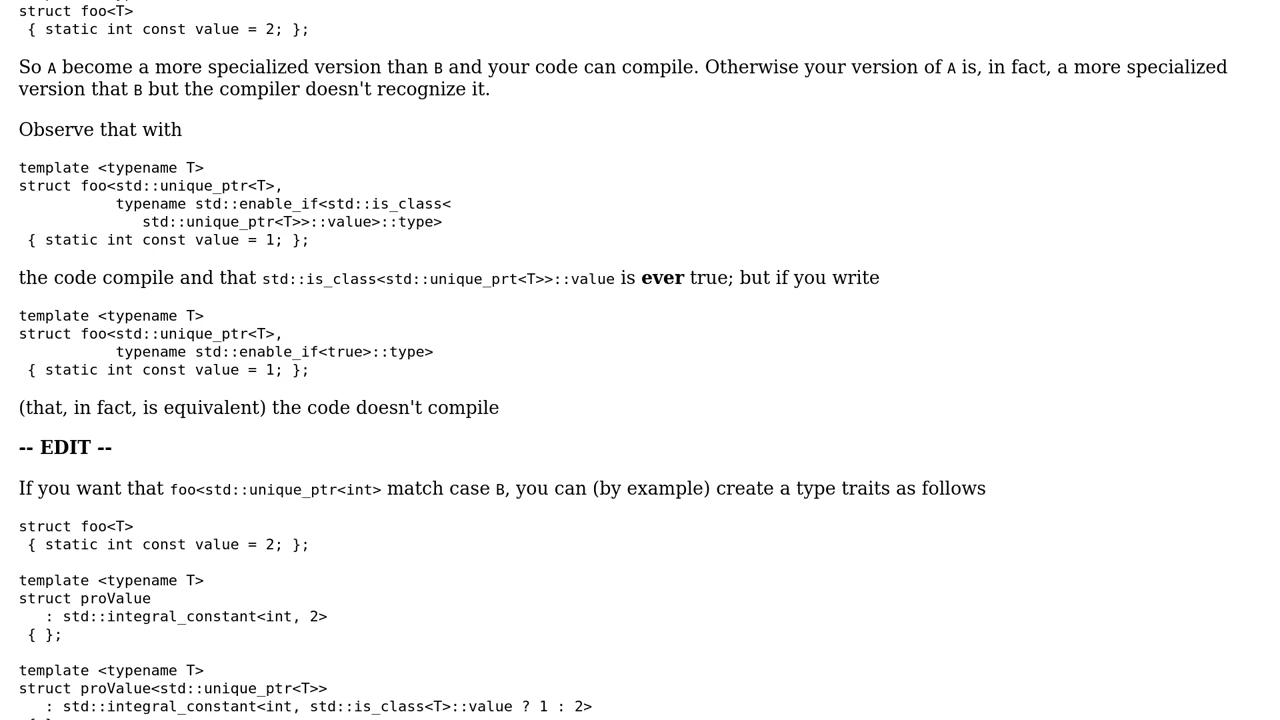 struct foo<T>
 { static int const value = 2; };
So A become a more specialized version than B and your code can compile. Otherwise your version of A is, in fact, a more specialized
version that B but the compiler doesn't recognize it.
Observe that with
template <typename T>
struct foo<std::unique_ptr<T>,
           typename std::enable_if<std::is_class<
              std::unique_ptr<T>>::value>::type>
 { static int const value = 1; };
the code compile and that std::is_class<std::unique_prt<T>>::value is ever true; but if you write
template <typename T>
struct foo<std::unique_ptr<T>,
           typename std::enable_if<true>::type>
 { static int const value = 1; };
(that, in fact, is equivalent) the code doesn't compile
-- EDIT --
If you want that foo<std::unique_ptr<int> match case B, you can (by example) create a type traits as follows
struct foo<T>
 { static int const value = 2; };
template <typename T>
struct proValue
   : std::integral_constant<int, 2>
 { };
template <typename T>
struct proValue<std::unique_ptr<T>>
   : std::integral_constant<int, std::is_class<T>::value ? 1 : 2>